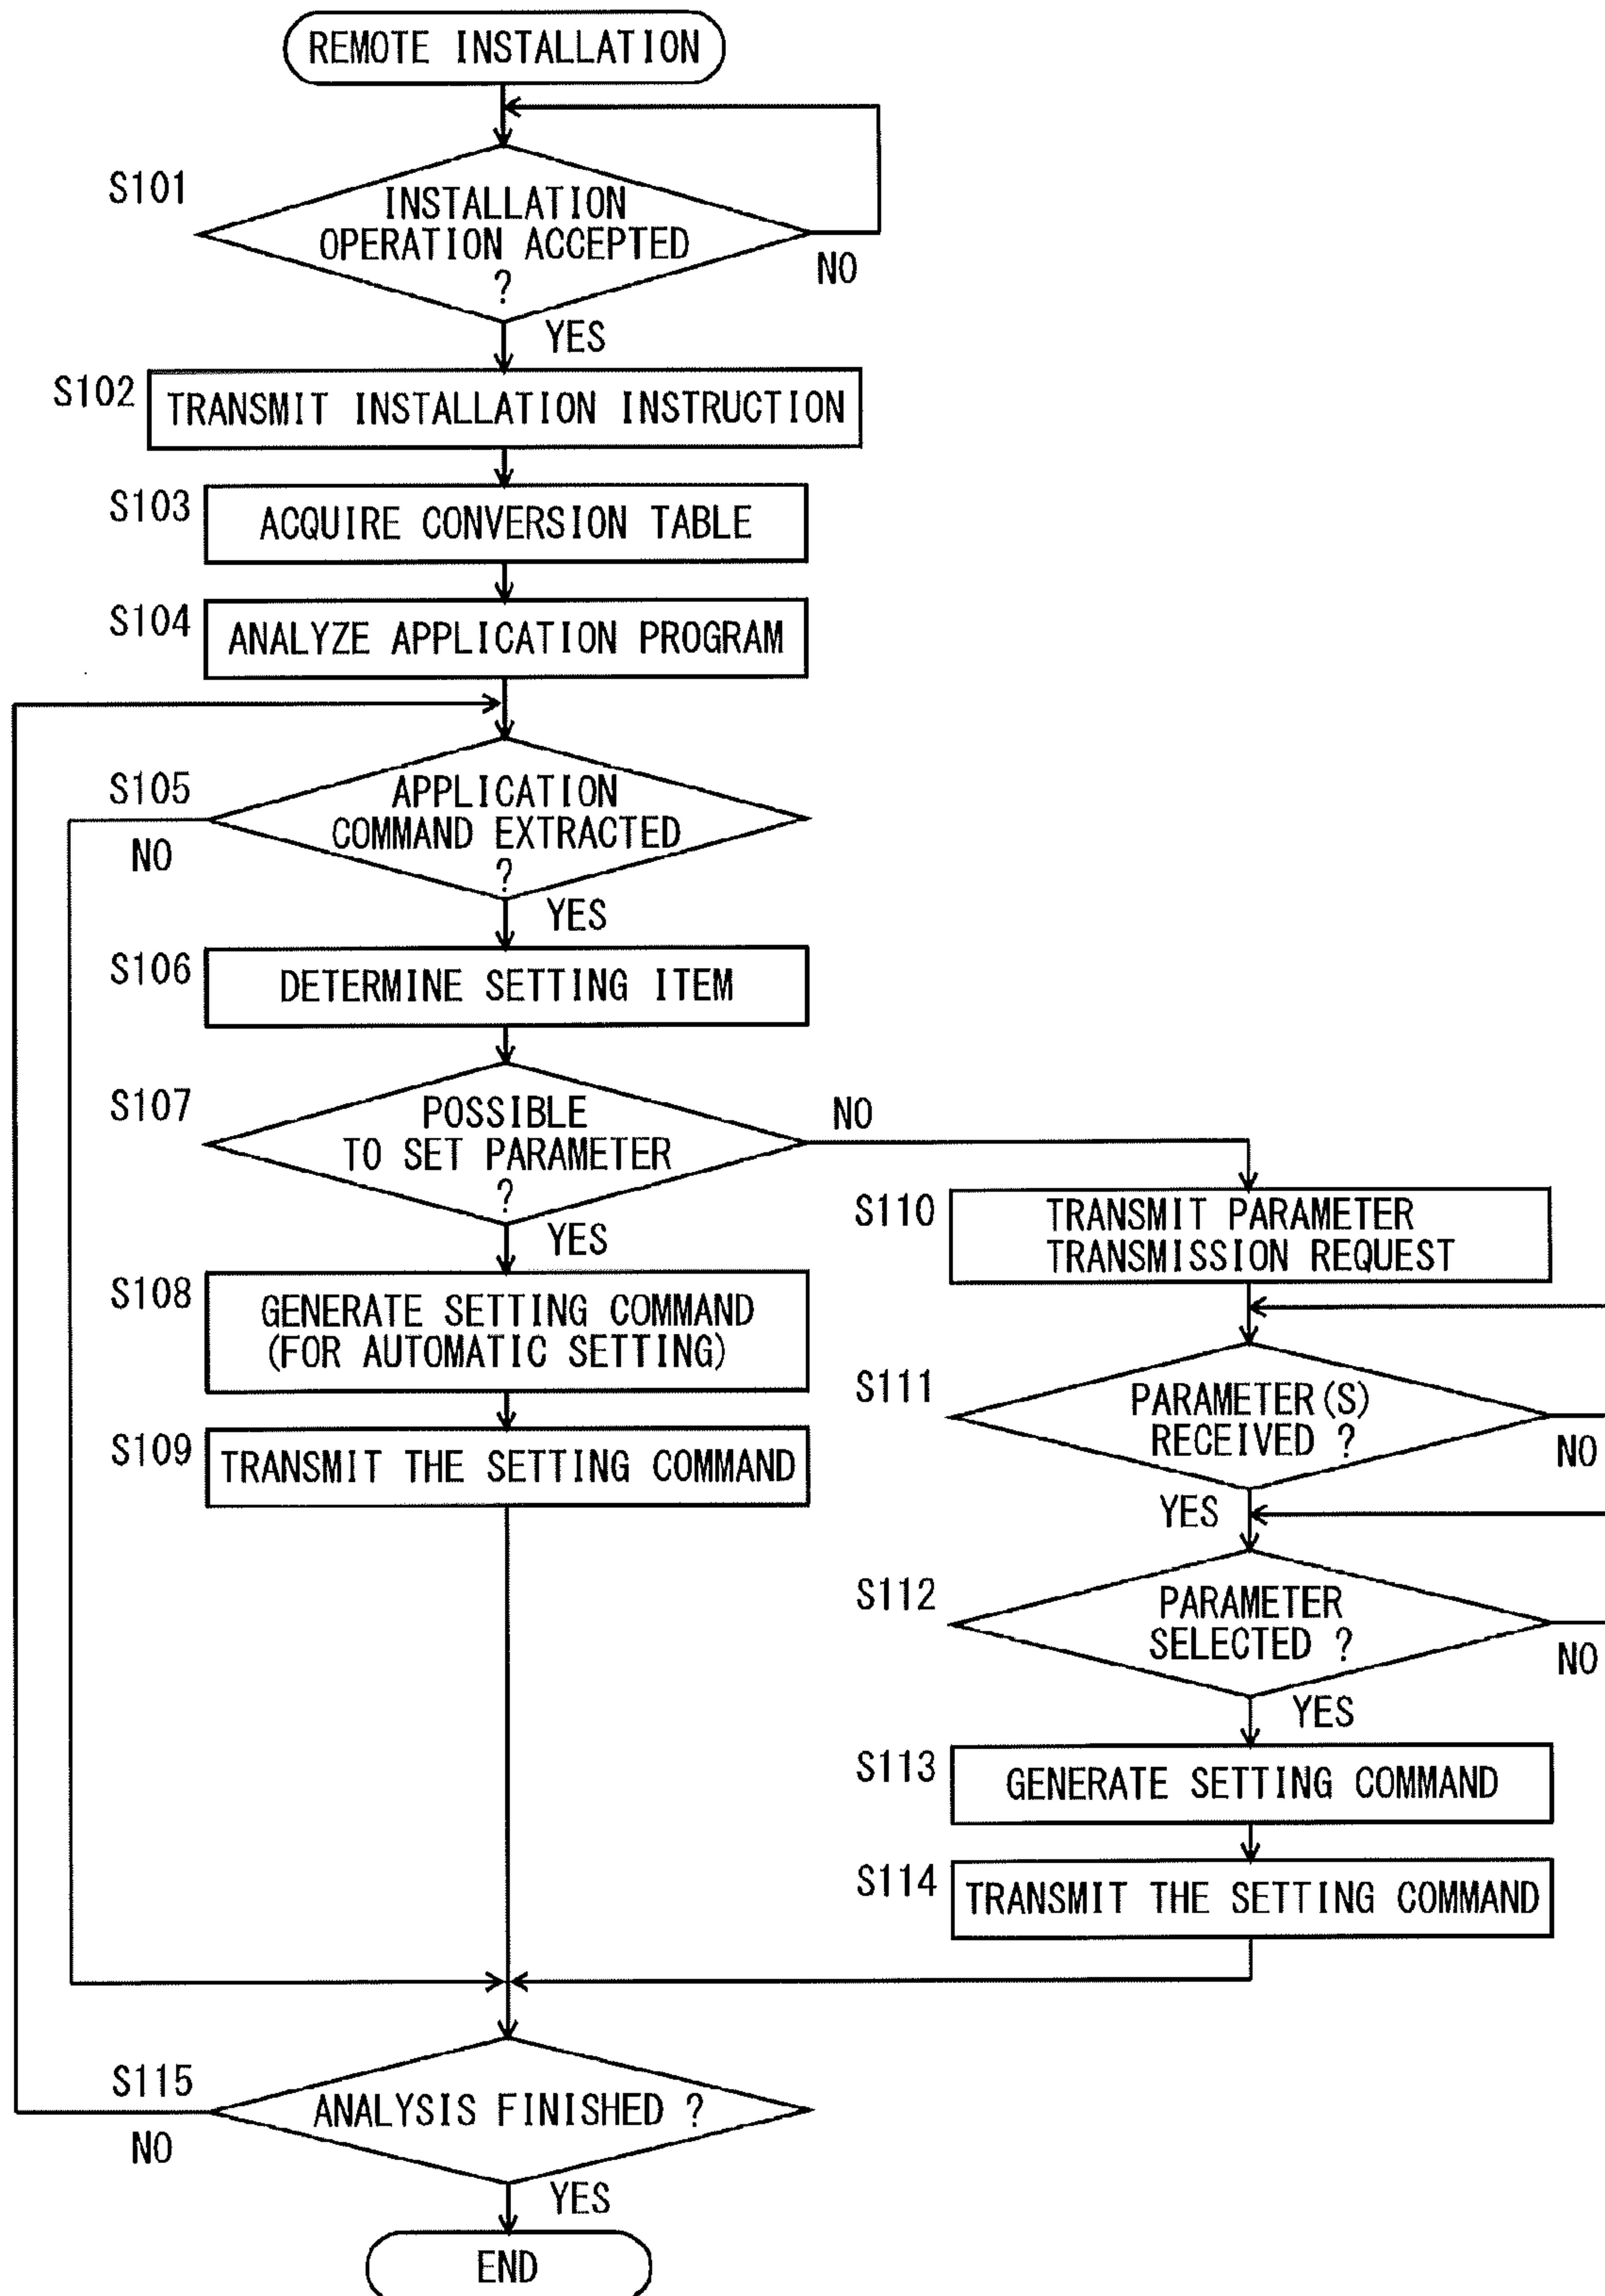 REMOTE INSTALLATION
S101
INSTALLATION
OPERATION ACCEPTED
?
NO
YES
S102
TRANSMIT INSTALLATION INSTRUCTION
S103
ACQUIRE CONVERSION TABLE
S104
ANALYZE APPLICATION PROGRAM
S105
APPLICATION
COMMAND EXTRACTED
?
NO
YES
S106
DETERMINE SETTING ITEM
S107
POSSIBLE
TO SET PARAMETER
?
NO
YES
S108
GENERATE SETTING COMMAND
(FOR AUTOMATIC SETTING)
S109
TRANSMIT THE SETTING COMMAND
S110
TRANSMIT PARAMETER
TRANSMISSION REQUEST
S111
PARAMETER(S)
RECEIVED ?
NO
YES
S112
PARAMETER
SELECTED ?
NO
YES
S113
GENERATE SETTING COMMAND
S114
TRANSMIT THE SETTING COMMAND
S115
ANALYSIS FINISHED ?
NO
YES
END